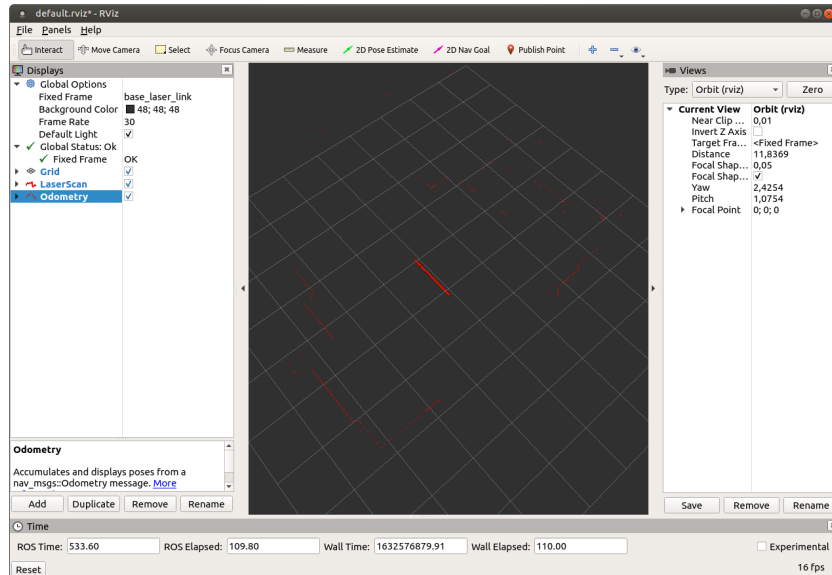 default.rviz* - RViz
File Panels Help
Interact Move Camera Select Focus Camera Measure 2D Pose Estimate 2D Nav Goal Publish Point
Displays
Global Options
Fixed Frame base_laser_link
Background Color 48; 48; 48
Frame Rate 30
Default Light
Global Status: Ok
Fixed Frame OK
Grid
LaserScan
Odometry
Odometry
Accumulates and displays poses from a
nav_msgs::Odometry message. More
Add Duplicate Remove Rename
Views
Type: Orbit (rviz) Zero
Current View Orbit (rviz)
Near Clip ... 0,01
Invert Z Axis
Target Fra... <Fixed Frame>
Distance 11,8369
Focal Shap... 0,05
Focal Shap...
Yaw 2,4254
Pitch 1,0754
Focal Point 0; 0; 0
Save Remove Rename
Time
ROS Time: 533.60 ROS Elapsed: 109.80 Wall Time: 1632576879.91 Wall Elapsed: 110.00 Experimental
Reset 16 fps